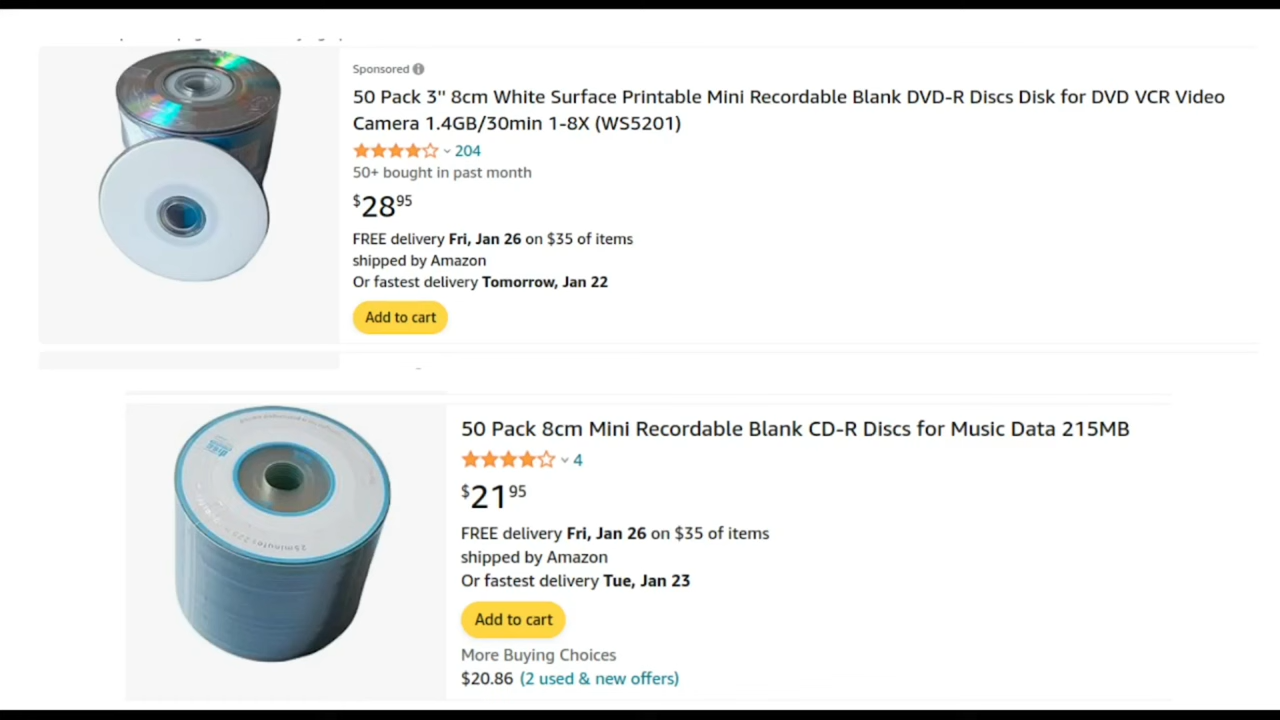 Sponsored
50 Pack 3" 8cm White Surface Printable Mini Recordable Blank DVD-R Discs Disk for DVD VCR Video
Camera 1.4GB/30min 1-8X (WS5201)
204
50+ bought in past month
$28.95
FREE delivery Fri, Jan 26 on $35 of items
shipped by Amazon
Or fastest delivery Tomorrow, Jan 22
Add to cart
50 Pack 8cm Mini Recordable Blank CD-R Discs for Music Data 215MB
4
$21.95
FREE delivery Fri, Jan 26 on $35 of items
shipped by Amazon
Or fastest delivery Tue, Jan 23
Add to cart
More Buying Choices
$20.86 (2 used & new offers)